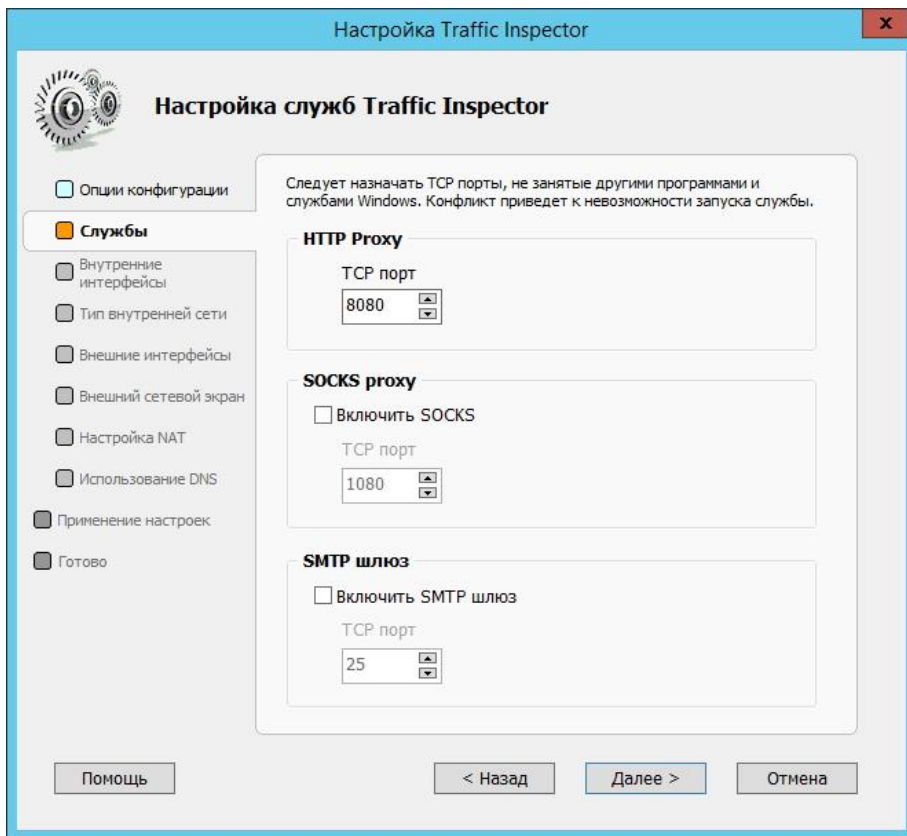 Настройка Traffic Inspector
x
Настройка служб Traffic Inspector
Опции конфигурации
Службы
Внутренние
интерфейсы
Тип внутренней сети
Внешние интерфейсы
Внешний сетевой экран
Настройка NAT
Использование DNS
Применение настроек
Готово
Следует назначать TCP порты, не занятые другими программами и
службами Windows. Конфликт приведет к невозможности запуска службы.
HTTP Proxy
TCP порт
8080
SOCKS proxy
Включить SOCKS
TCP порт
1080
SMTP шлюз
Включить SMTP шлюз
TCP порт
25
Помощь
< Назад
Далее >
Отмена